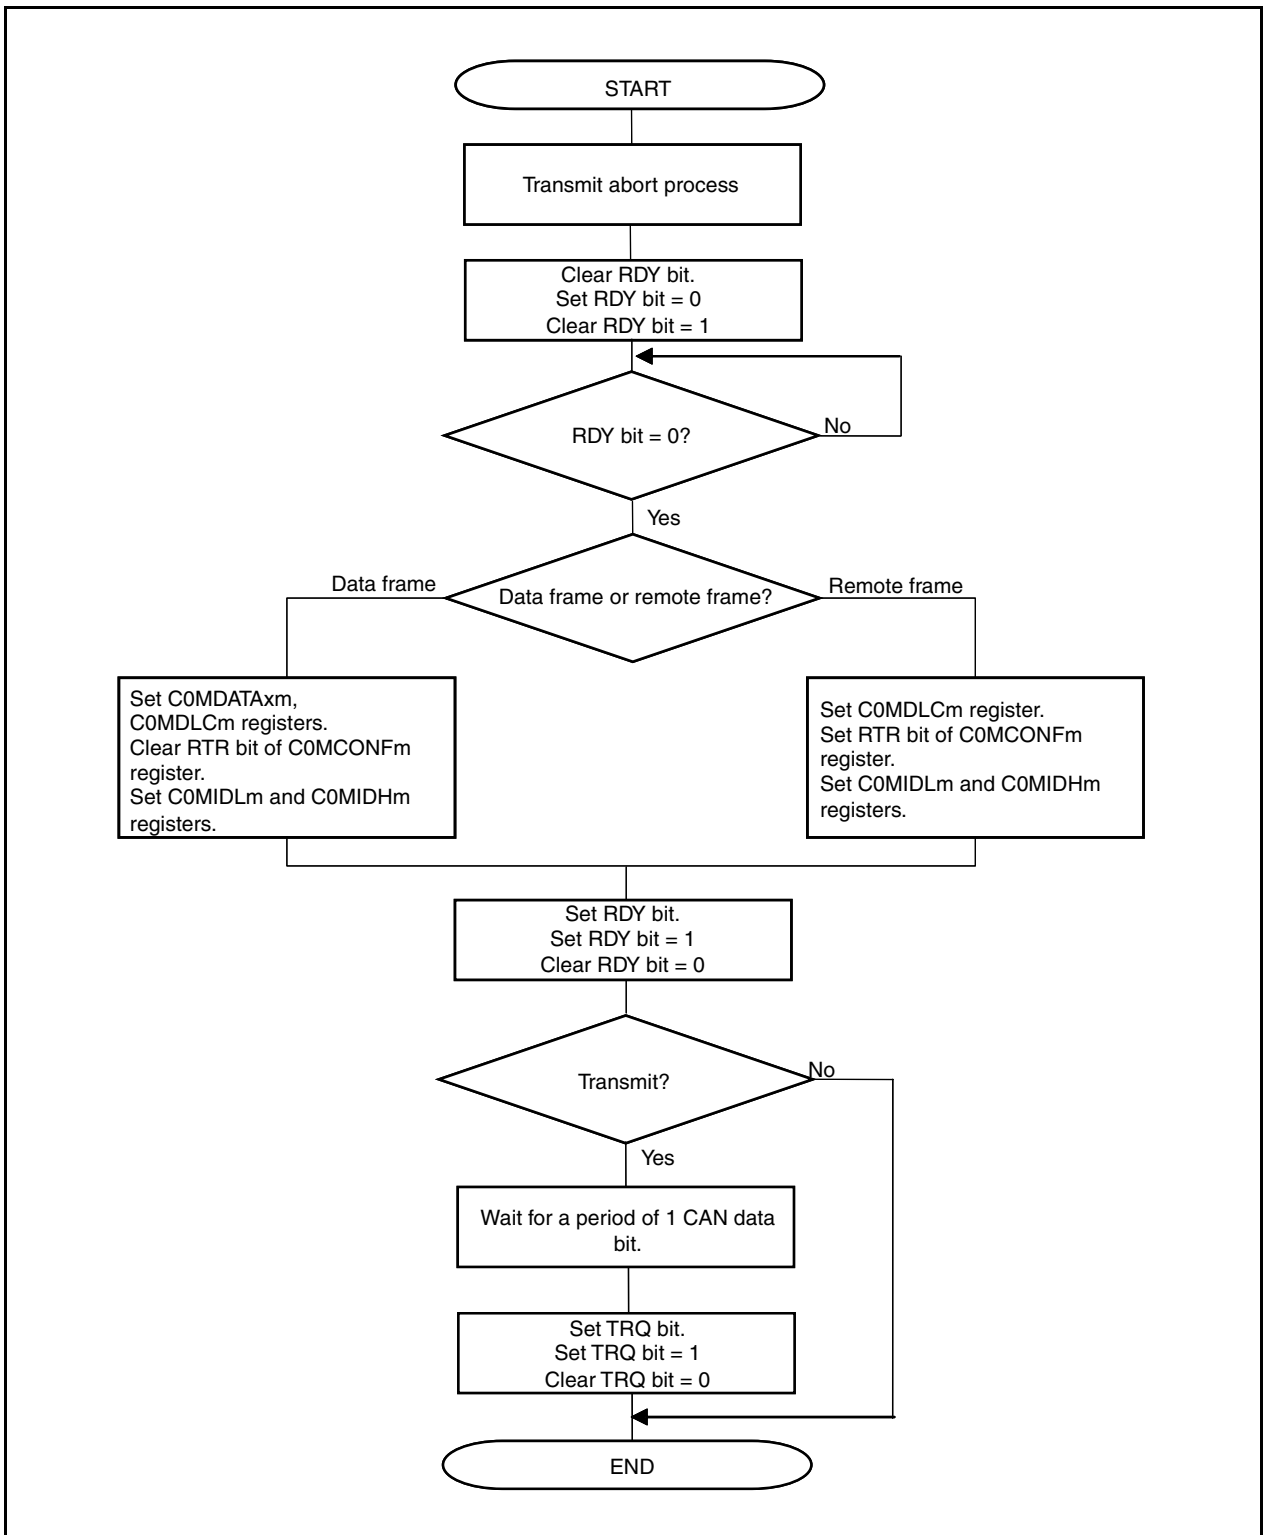 START
Transmit abort process
Clear RDY bit.
Set RDY bit = 0
Clear RDY bit = 1
RDY bit = 0?
No
Yes
Data frame
Data frame or remote frame?
Remote frame
Set C0MDATAxm,
C0MDLCm registers.
Clear RTR bit of C0MCONFm
register.
Set C0MIDLm and C0MIDHm
registers.
Set C0MDLCm register.
Set RTR bit of C0MCONFm
register.
Set C0MIDLm and C0MIDHm
registers.
Set RDY bit.
Set RDY bit = 1
Clear RDY bit = 0
Transmit?
No
Yes
Wait for a period of 1 CAN data
bit.
Set TRQ bit.
Set TRQ bit = 1
Clear TRQ bit = 0
END